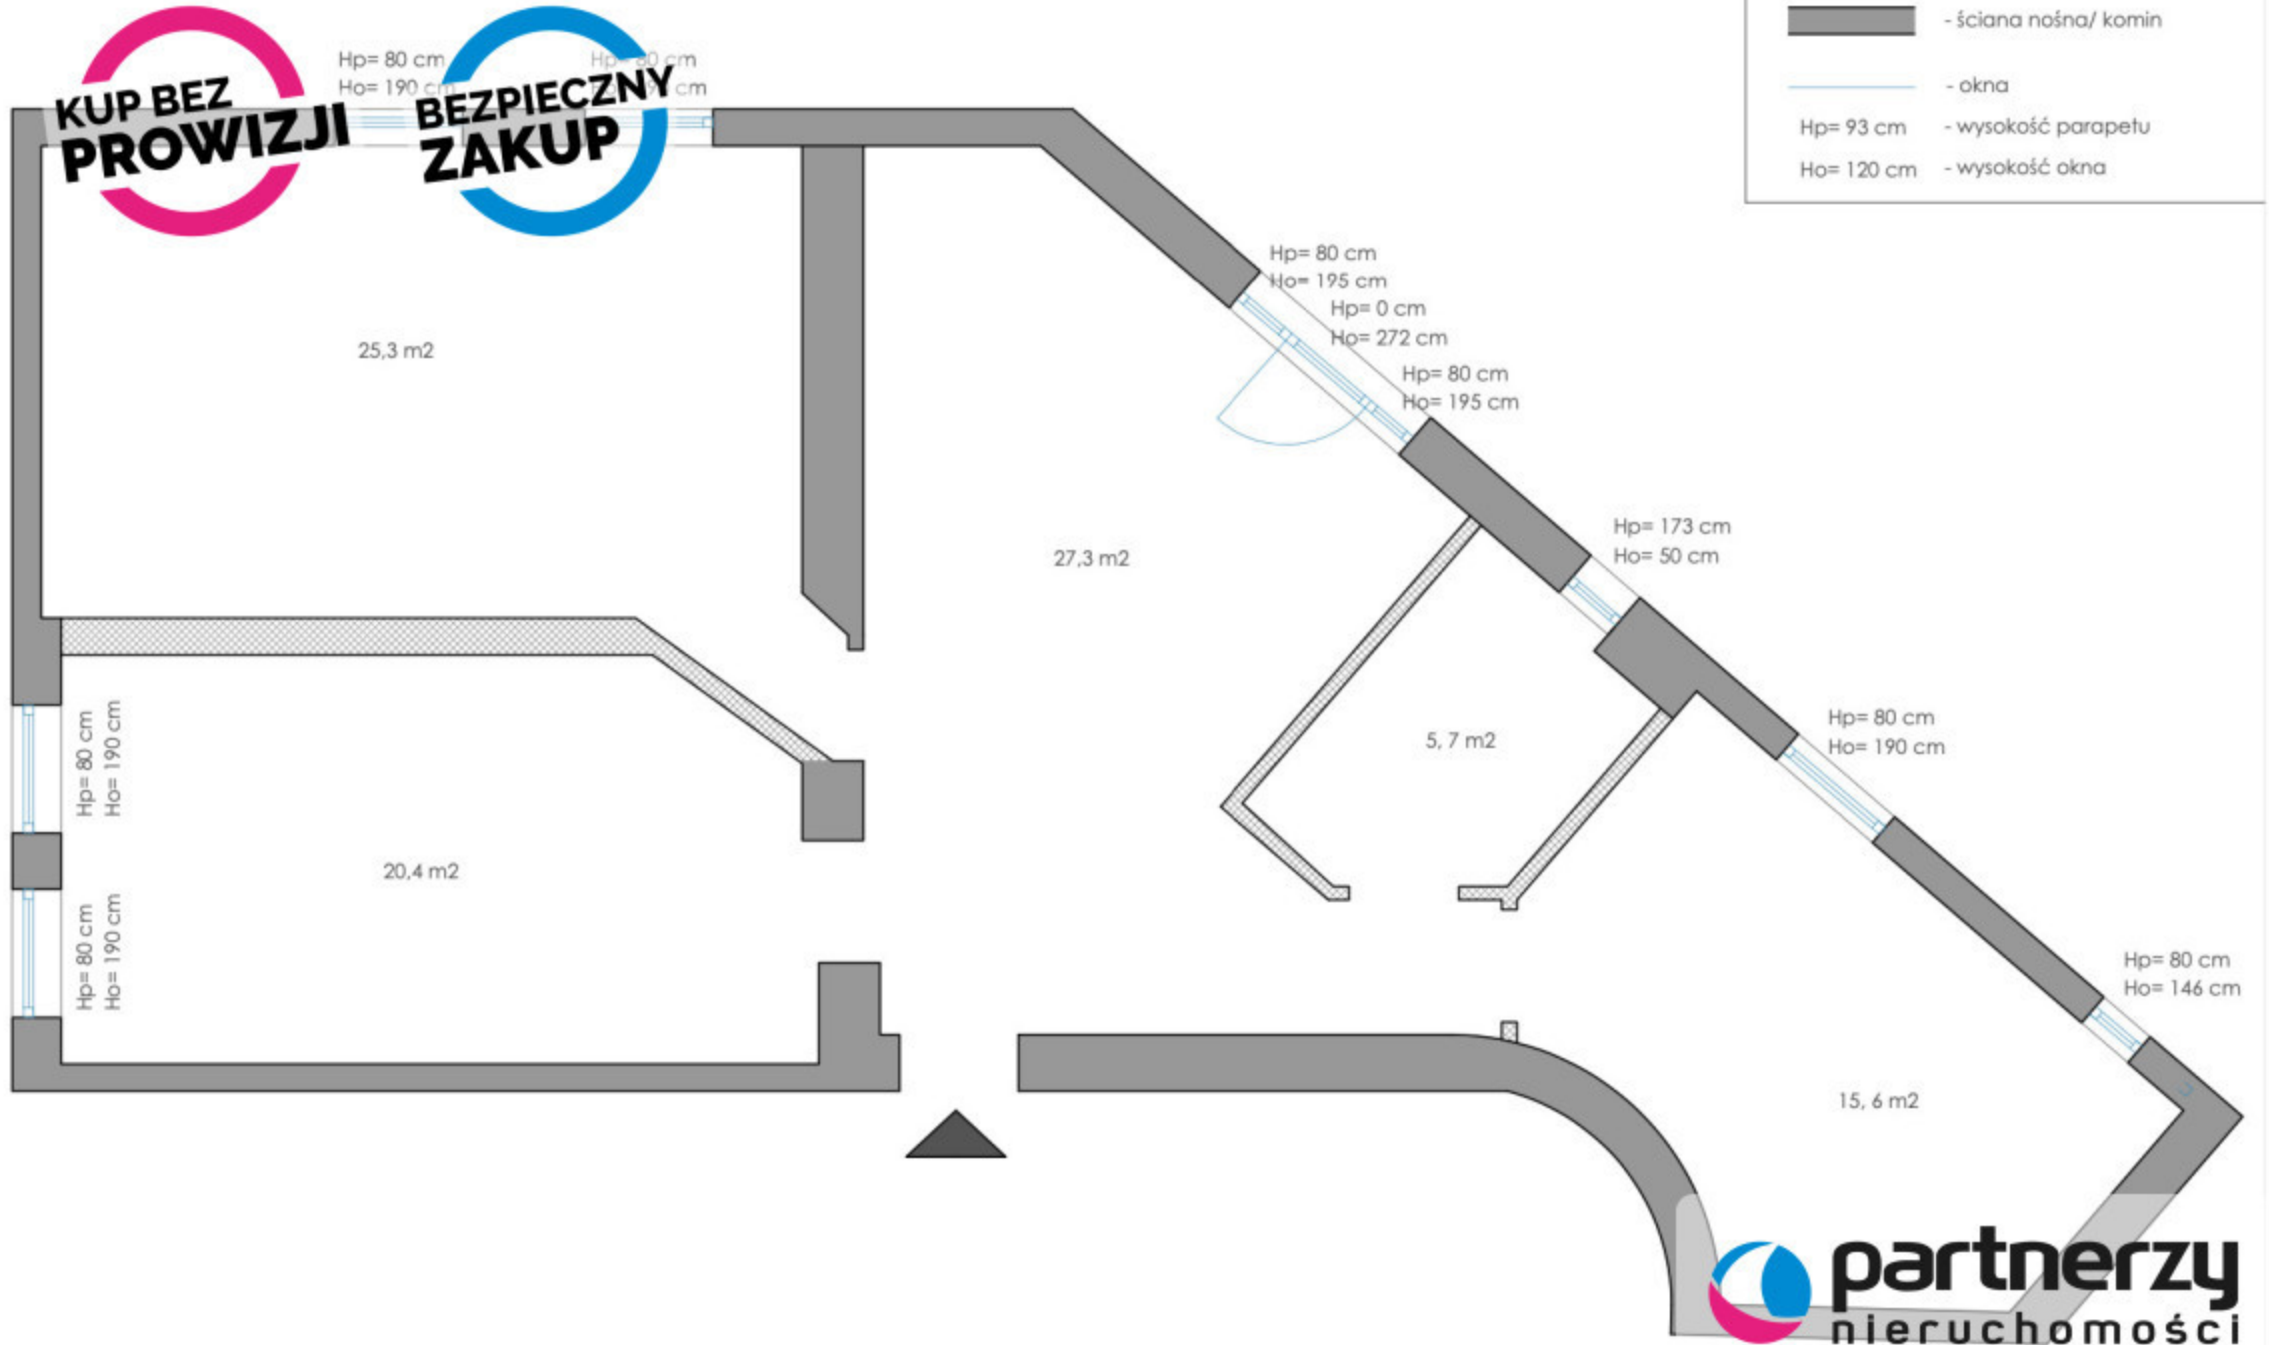 - ściana nośna/ komin
- okna
Hp= 93 cm - wysokość parapetu
Ho= 120 cm - wysokość okna
KUP BEZ
PROWIZJI
BEZPIECZNY
ZAKUP
Hp= 80 cm
Ho= 190 cm
Hp= 80 cm
cm
Hp= 80 cm
Ho= 195 cm
Hp= 0 cm
Ho= 272 cm
Hp= 80 cm
Ho= 195 cm
25,3 m2
27,3 m2
Hp= 173 cm
Ho= 50 cm
Hp= 80 cm
Ho= 190 cm
5, 7 m2
Hp= 80 cm
Ho= 190 cm
20,4 m2
Hp= 80 cm
Ho= 190 cm
Hp= 80 cm
Ho= 146 cm
15, 6 m2
partnerzy
nieruchomości